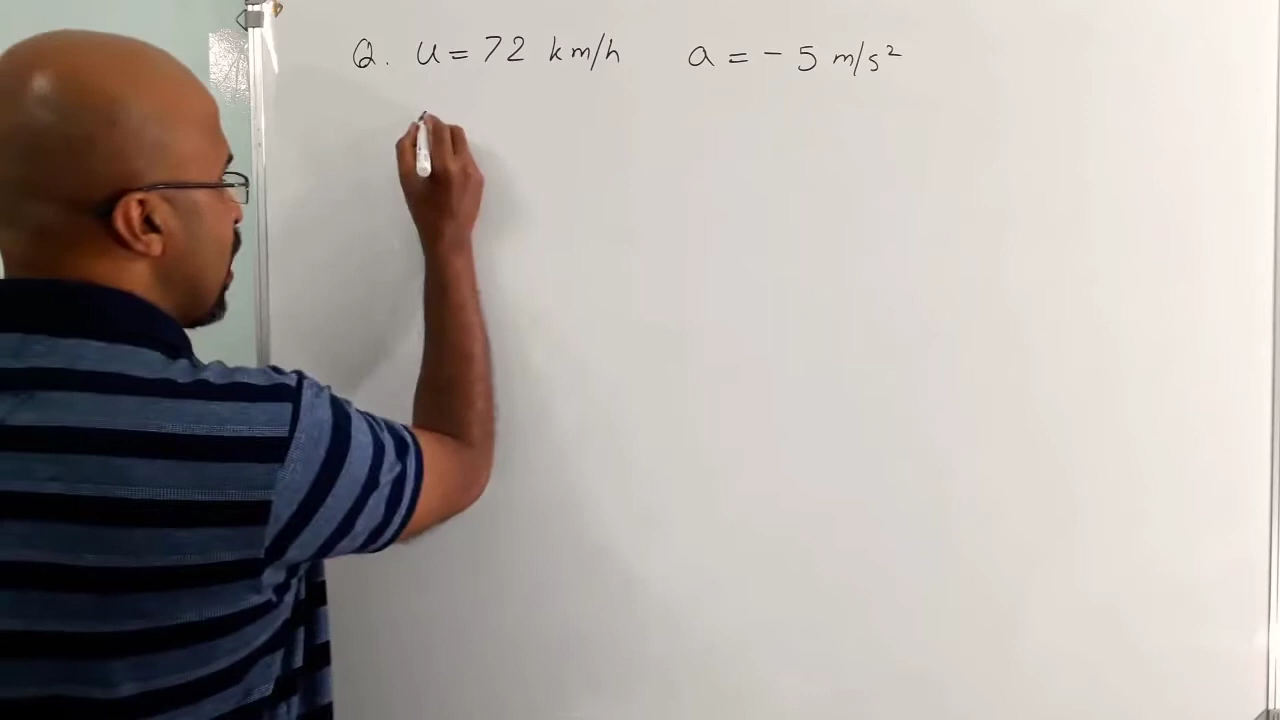 Q. u = 72 km/h a = - 5 m/s²